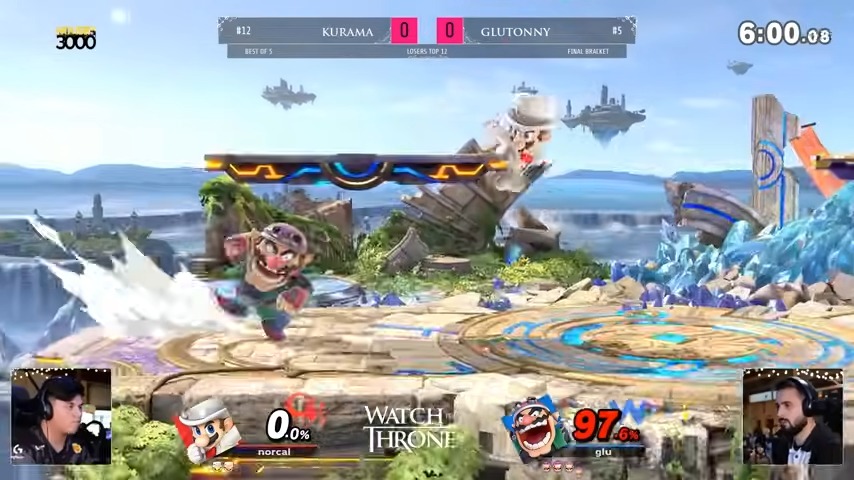 #12 KURAMA 0 0 GLUTONNY #5
BEST OF 5 LOSERS TOP 12 FINAL BRACKET
3000
6:00.08
WATCH
THRONE
0.0%
norcal
97.6%
glu